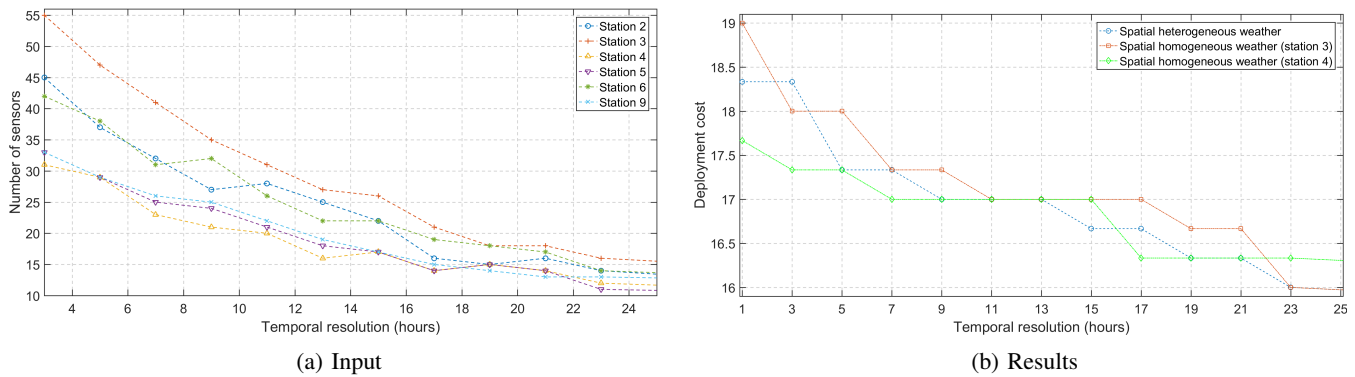 55
50
45
40
35
30
25
20
15
10
Number of sensors
4 6 8 10 12 14 16 18 20 22 24
Temporal resolution (hours)
Station 2
Station 3
Station 4
Station 5
Station 6
Station 9
(a) Input
19
18.5
18
17.5
17
16.5
16
Deployment cost
1 3 5 7 9 11 13 15 17 19 21 23 25
Temporal resolution (hours)
Spatial heterogeneous weather
Spatial homogeneous weather (station 3)
Spatial homogeneous weather (station 4)
(b) Results